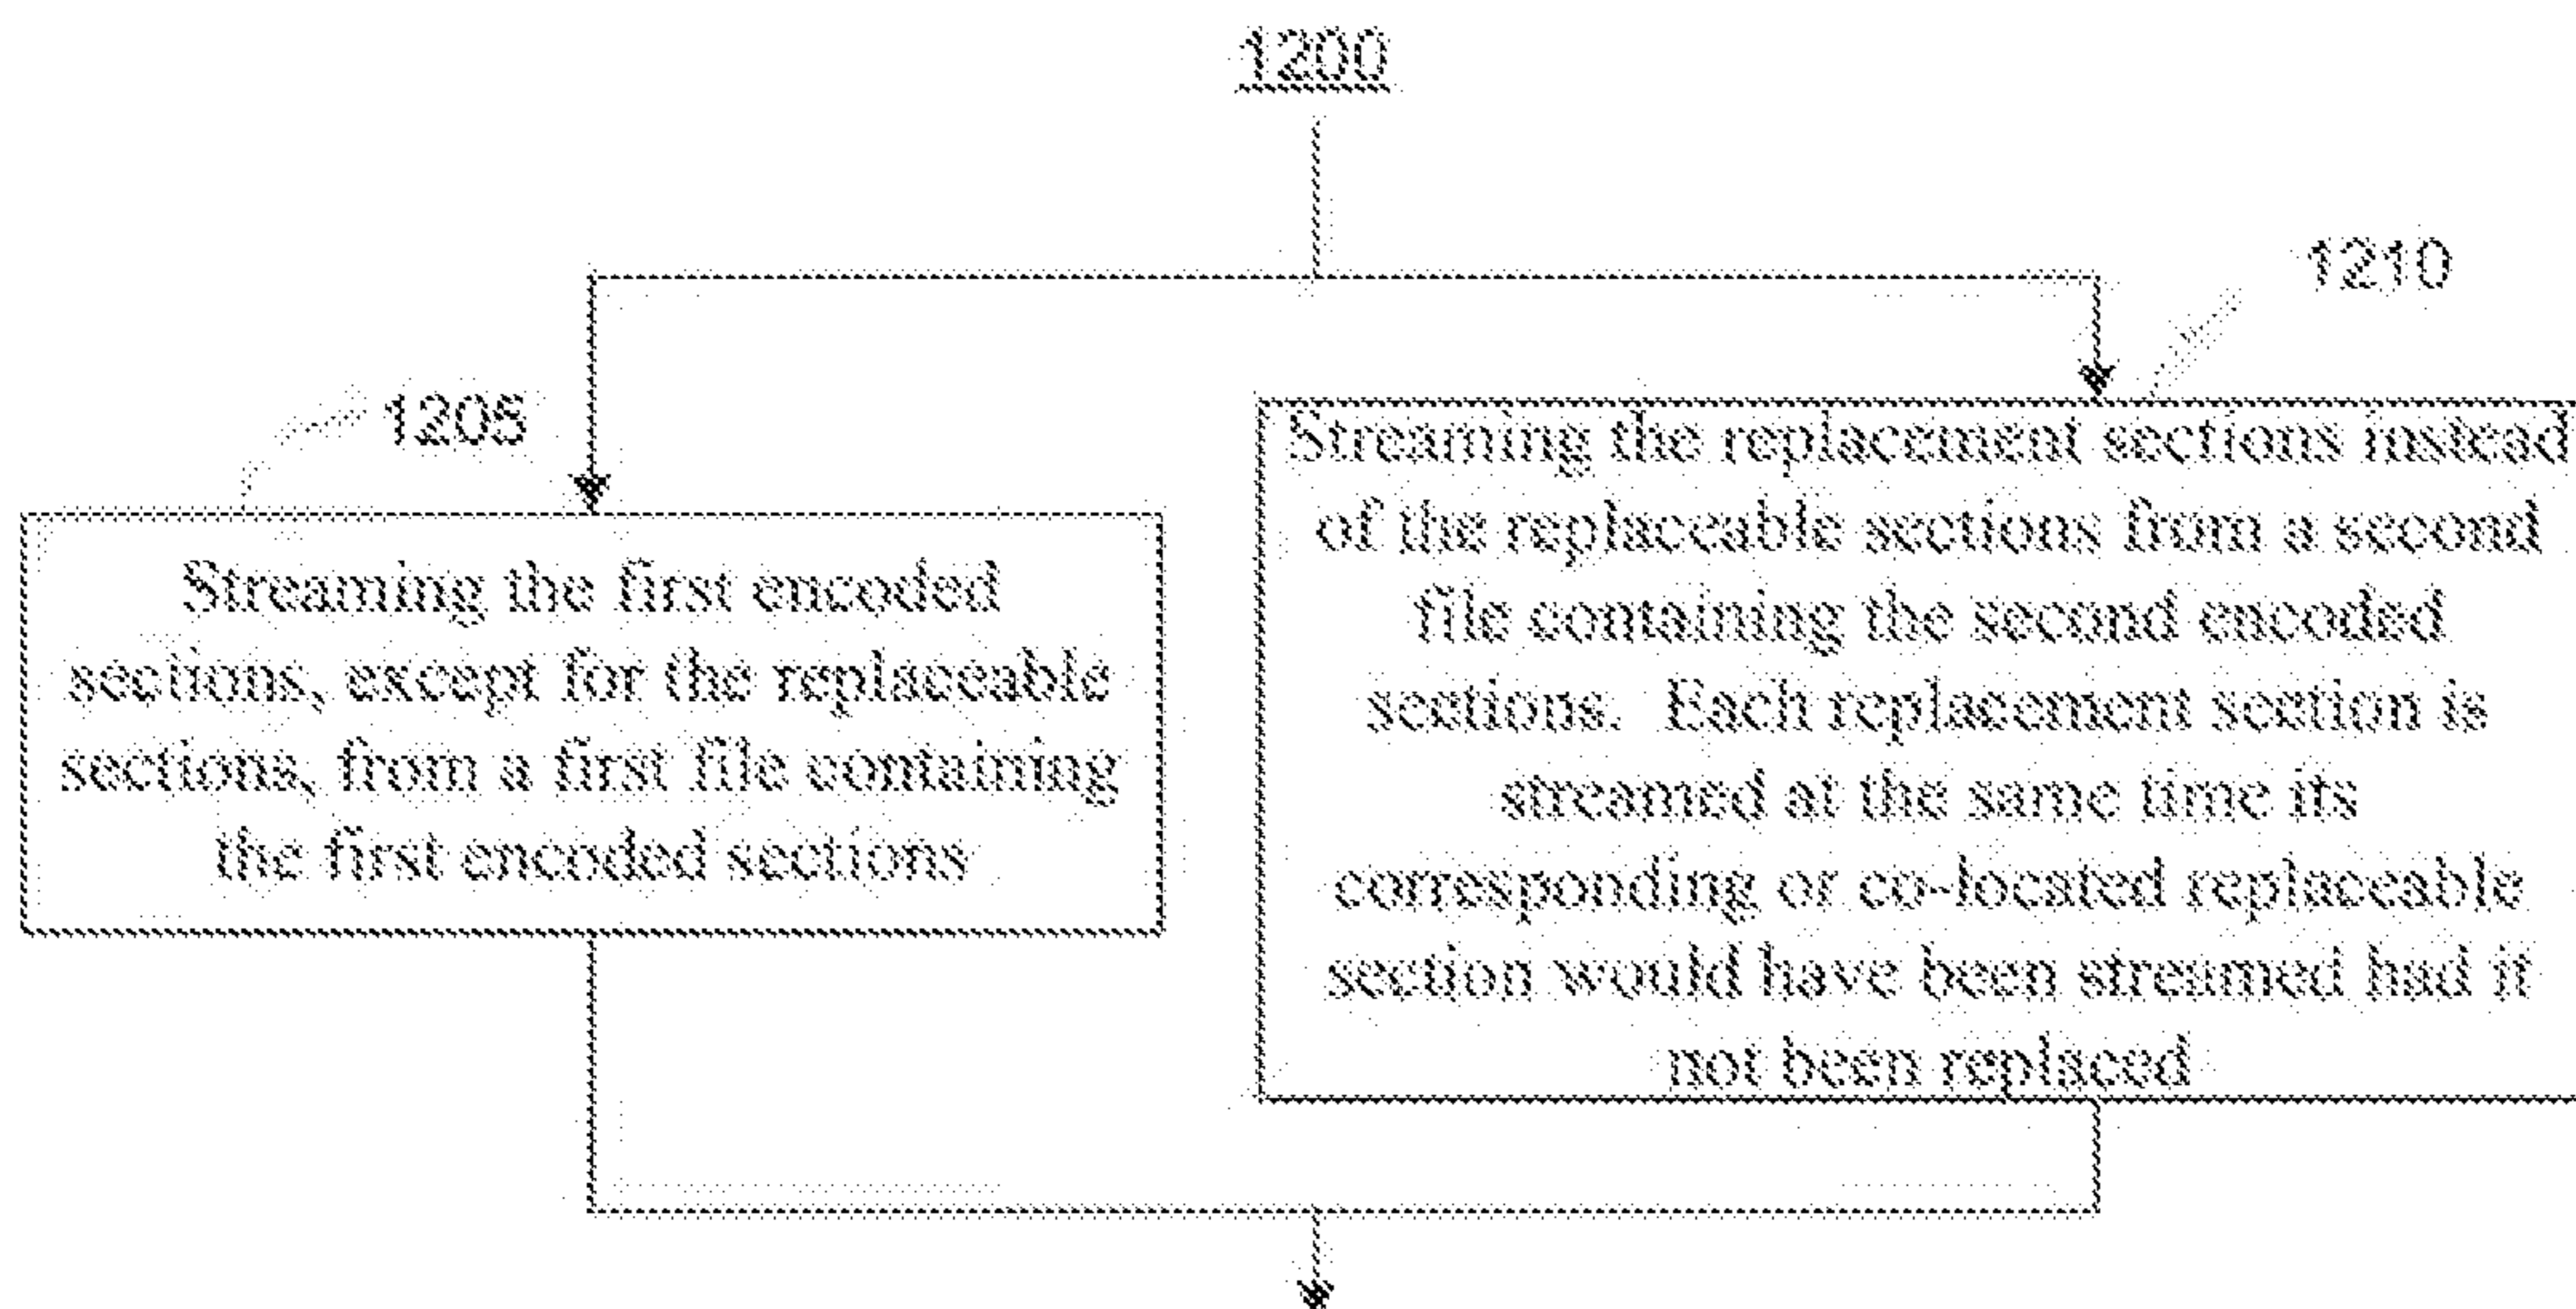 1200
1210
1205
Streaming the first encoded
sections, except for the replaceable
sections, from a first file containing
the first encoded sections
Streaming the replacement sections instead
of the replaceable sections from a second
file containing the second encoded
sections. Each replacement section is
streamed at the same time its
corresponding or co-located replaceable
section would have been streamed had it
not been replaced